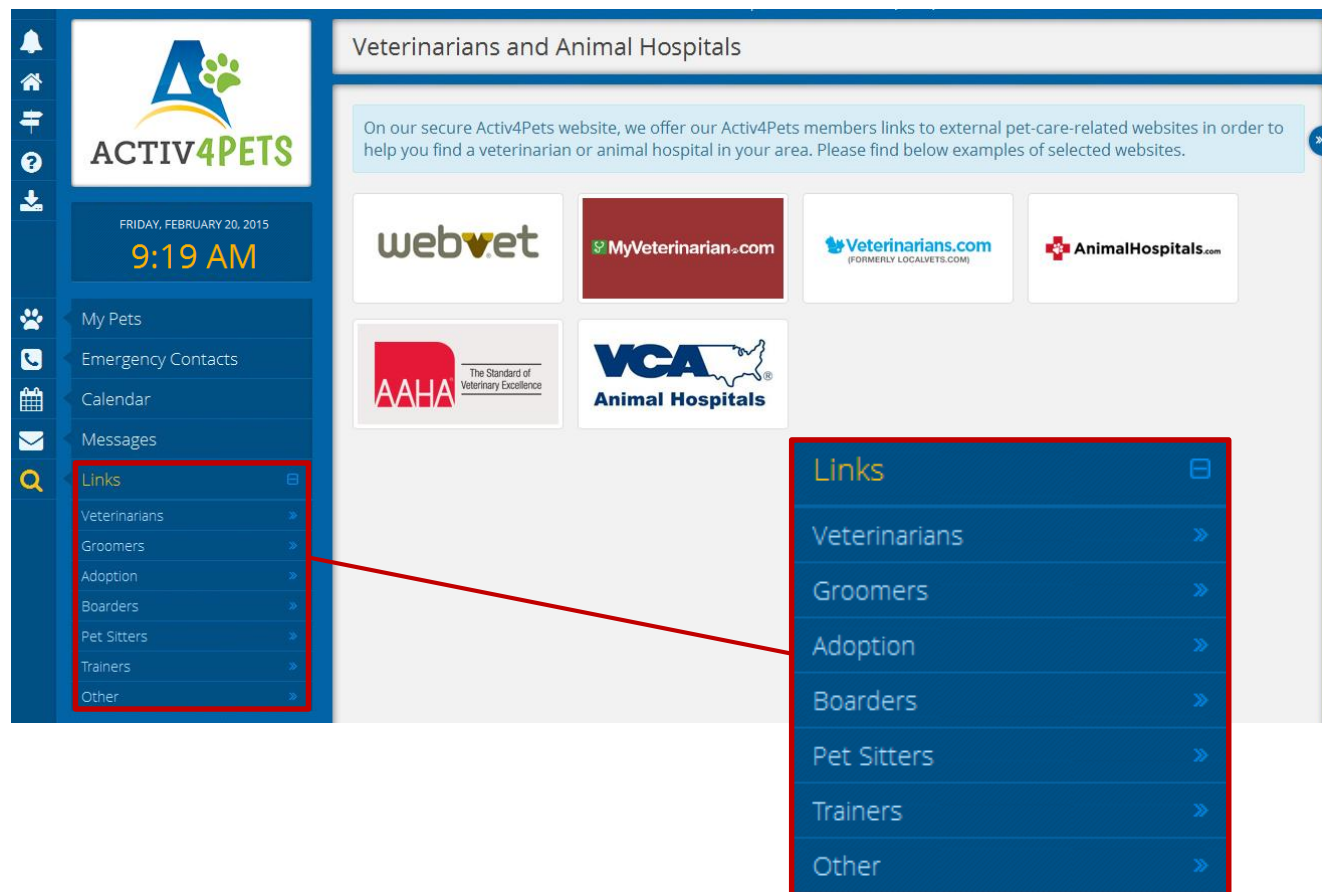 Veterinarians and Animal Hospitals
ACTIV4PETS
On our secure Activ4Pets website, we offer our Activ4Pets members links to external pet-care-related websites in order to
help you find a veterinarian or animal hospital in your area. Please find below examples of selected websites.
FRIDAY, FEBRUARY 20, 2015
9:19 AM
webvet
MyVeterinarian.com
Veterinarians.com
(FORMERLY LOCALVETS.COM)
AnimalHospitals.com
My Pets
Emergency Contacts
Calendar
Messages
AAHA
The Standard of
Veterinary Excellence
VCA
®
Animal Hospitals
Links
Veterinarians
Groomers
Adoption
Boarders
Pet Sitters
Trainers
Other
Links
Veterinarians
Groomers
Adoption
Boarders
Pet Sitters
Trainers
Other